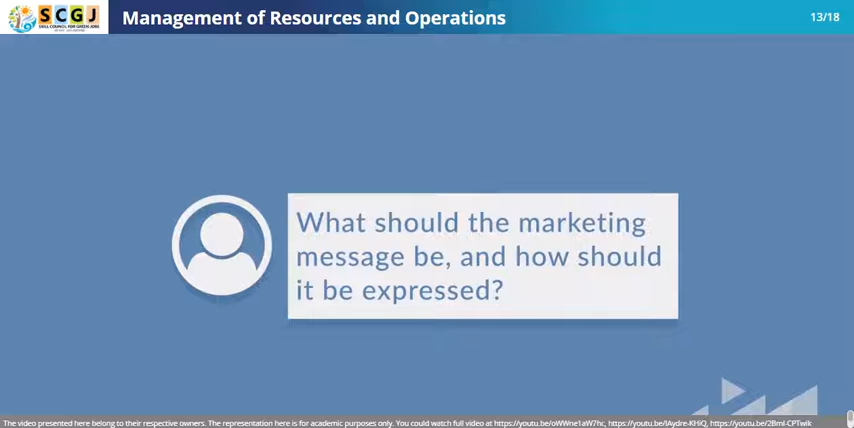 SCGJ
SKILL COUNCIL FOR GREEN JOBS
Management of Resources and Operations
13/18
What should the marketing
message be, and how should
it be expressed?
The video presented here belong to their respective owners. The representation here is for academic purposes only. You could watch full video at https://youtu.be/oWWne1aW7hc, https://youtu.be/lAydre-KHiQ, https://youtu.be/2Bml-CPTwik